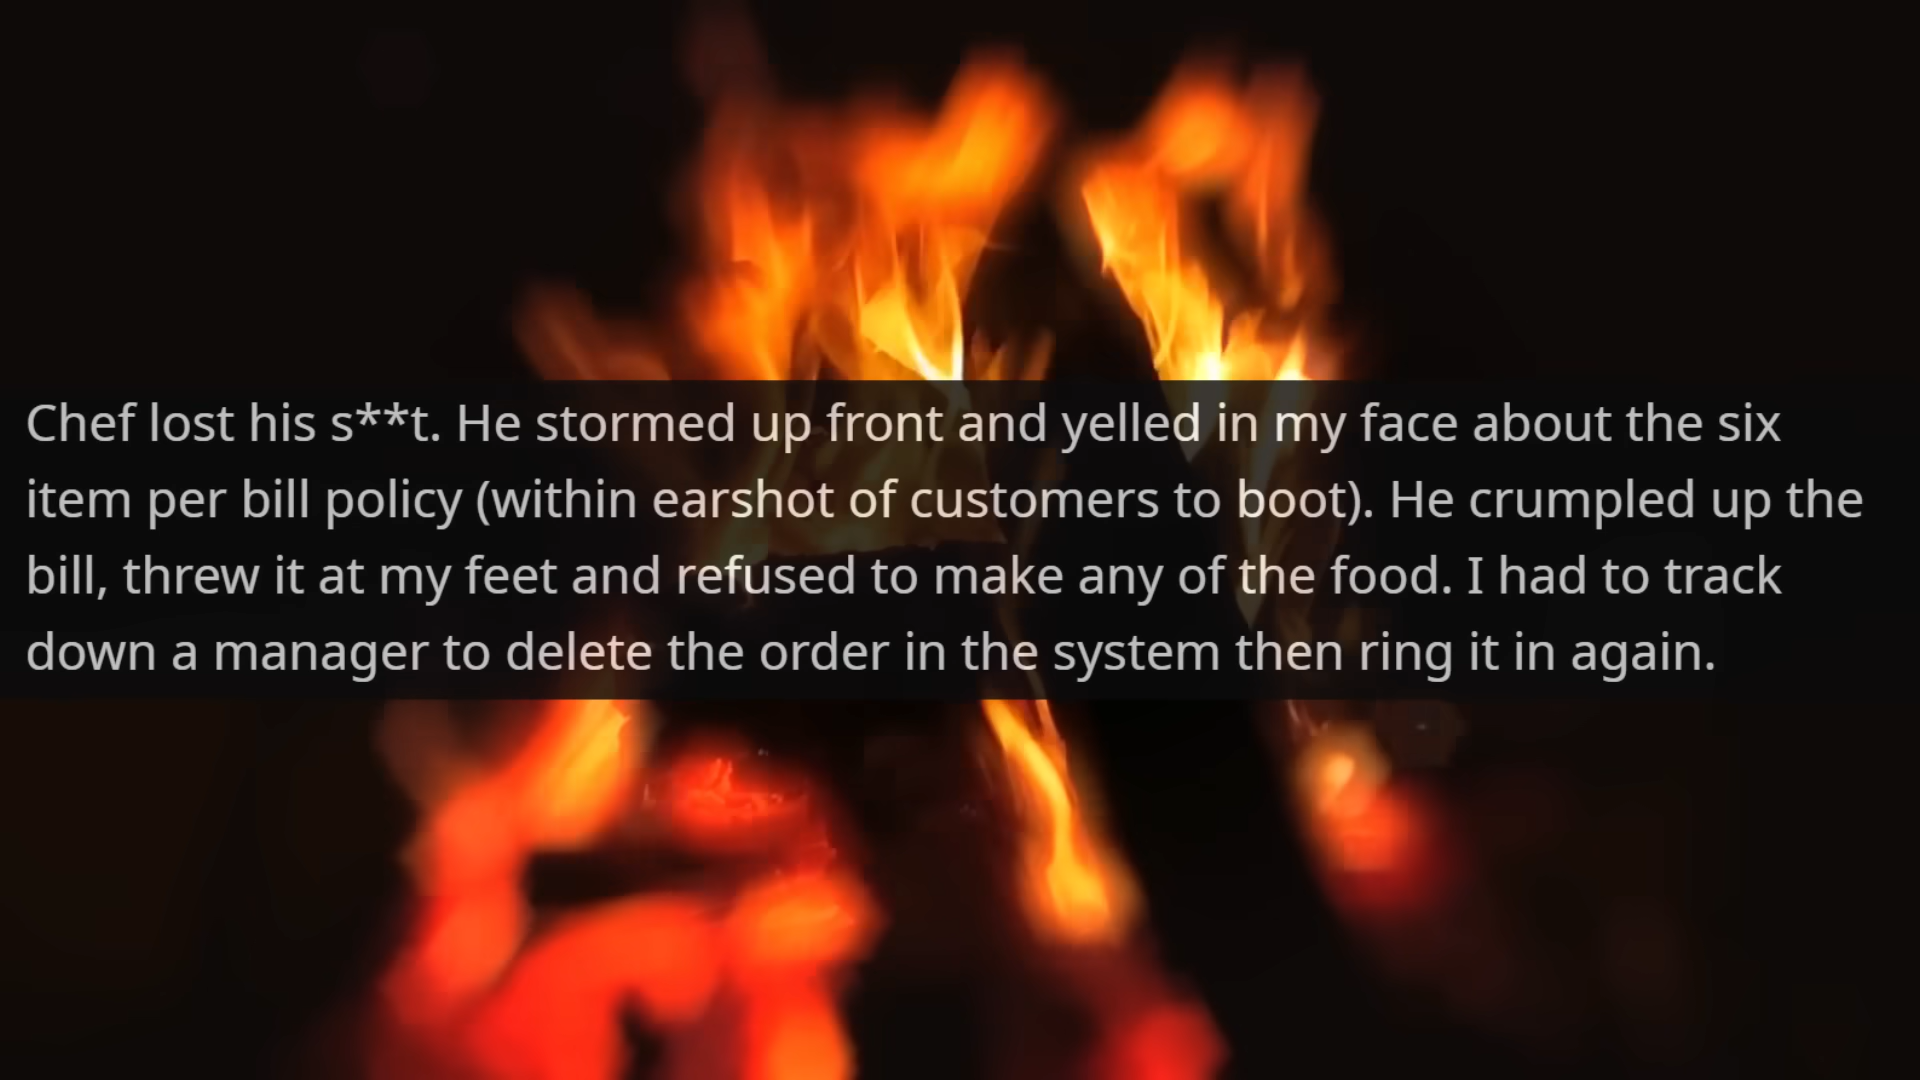 Chef lost his s**t. He stormed up front and yelled in my face about the six
item per bill policy (within earshot of customers to boot). He crumpled up the
bill, threw it at my feet and refused to make any of the food. I had to track
down a manager to delete the order in the system then ring it in again.